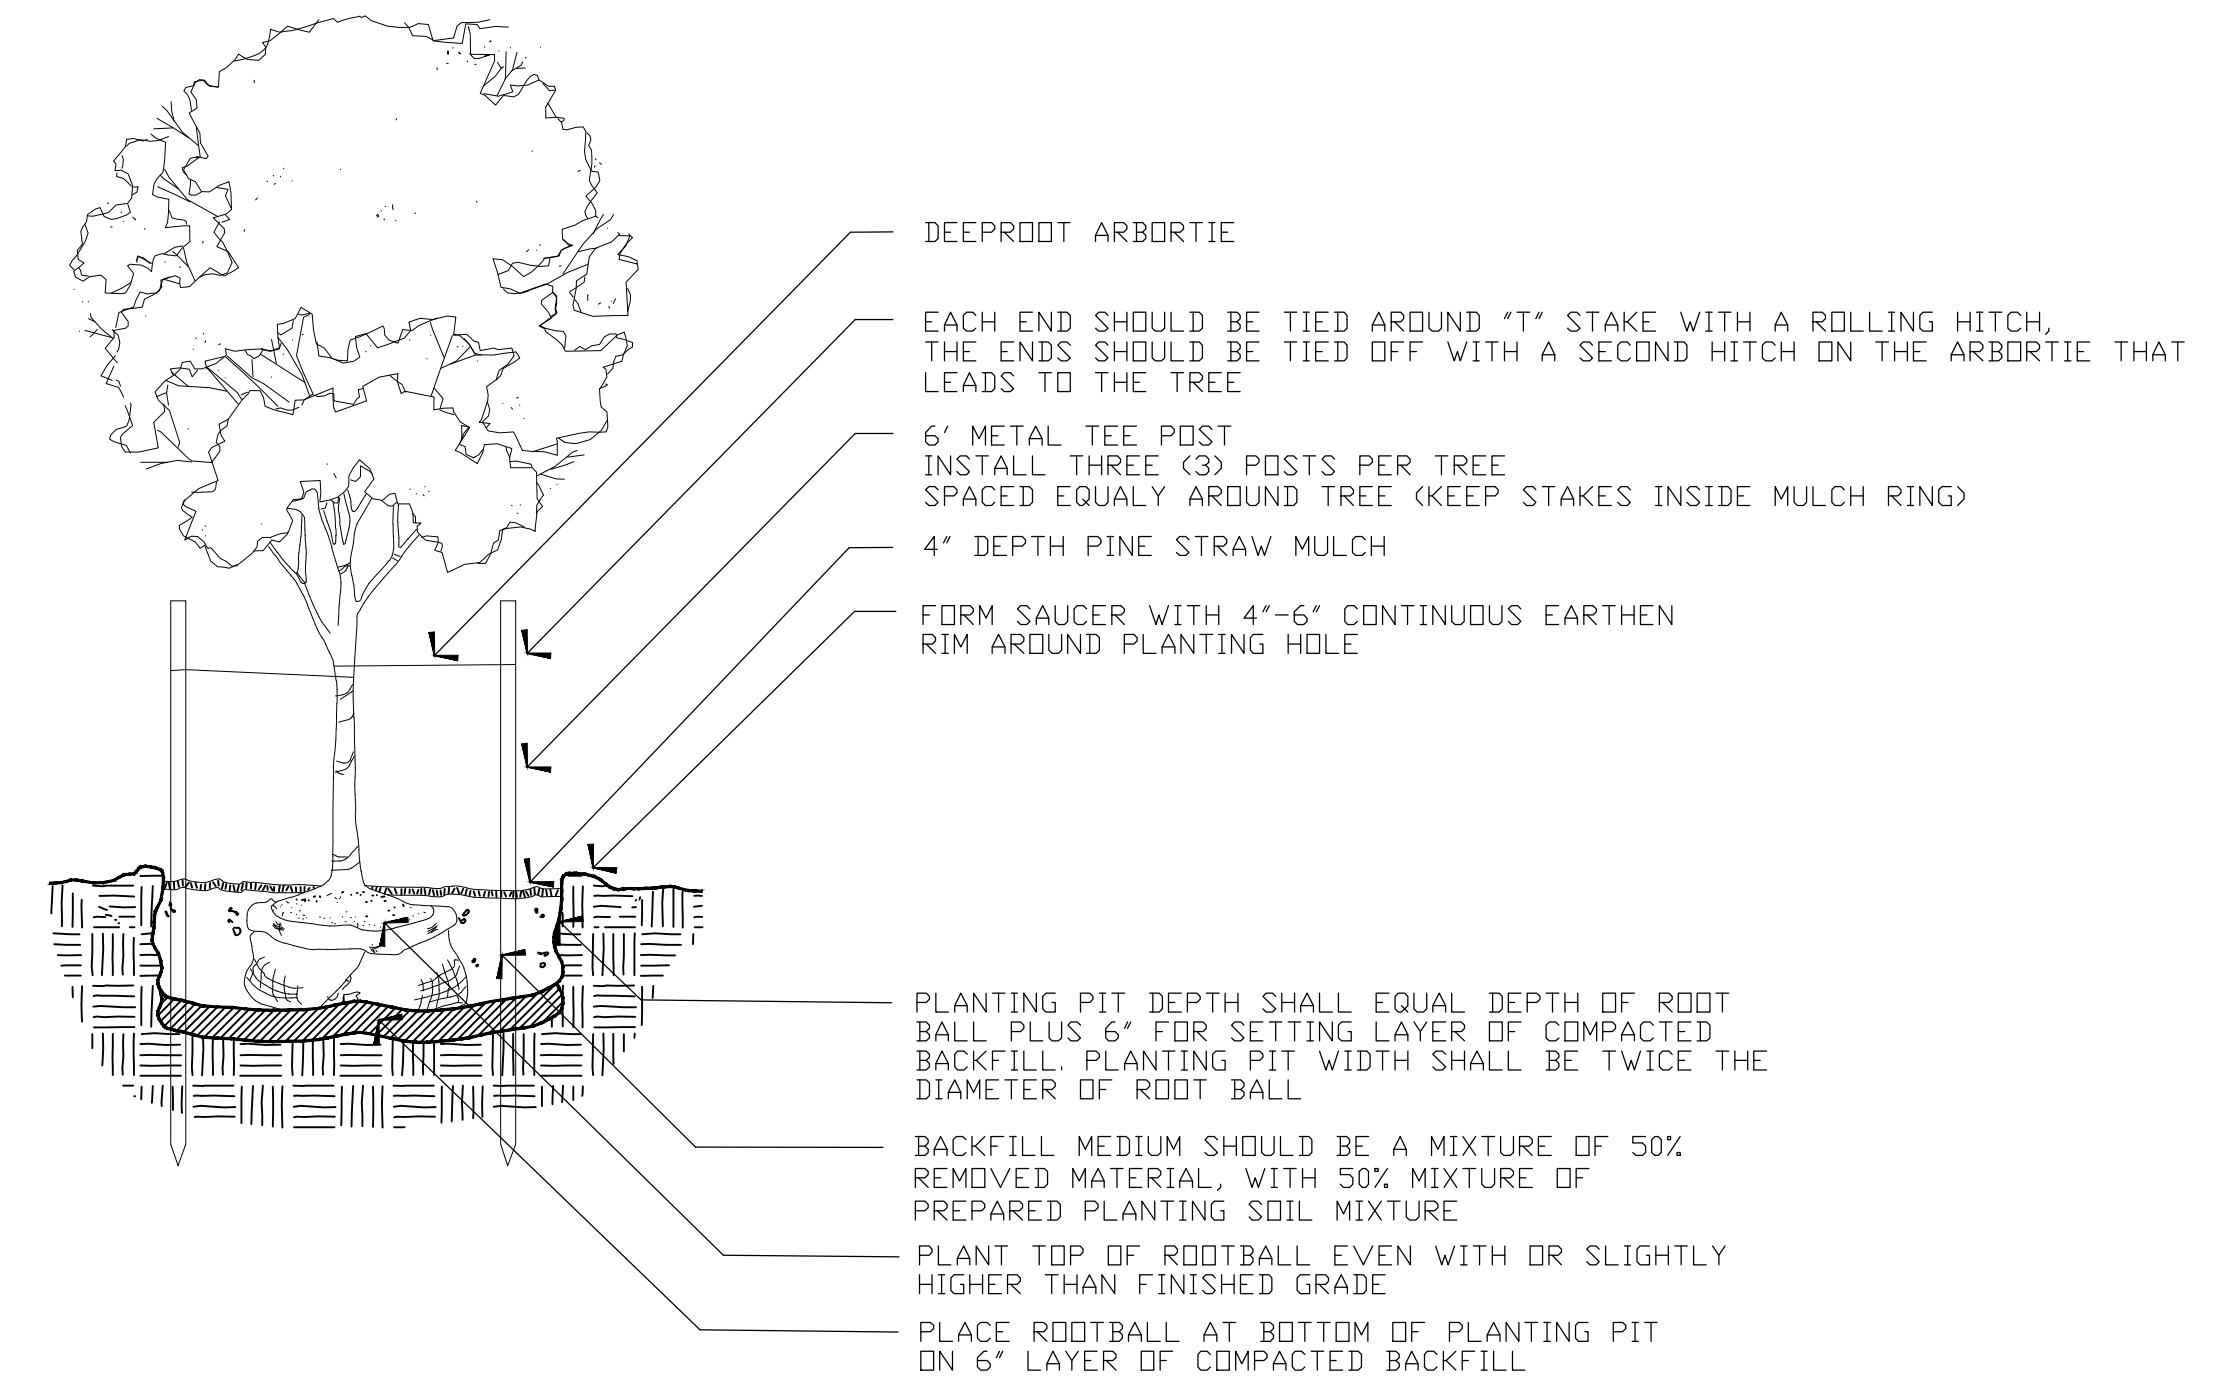 DEEPROOT ARBORTIE
EACH END SHOULD BE TIED AROUND "T" STAKE WITH A ROLLING HITCH,
THE ENDS SHOULD BE TIED OFF WITH A SECOND HITCH ON THE ARBORTIE THAT
LEADS TO THE TREE
6' METAL TEE POST
INSTALL THREE (3) POSTS PER TREE
SPACED EQUALY AROUND TREE (KEEP STAKES INSIDE MULCH RING)
4" DEPTH PINE STRAW MULCH
FORM SAUCER WITH 4"-6" CONTINUOUS EARTHEN
RIM AROUND PLANTING HOLE
PLANTING PIT DEPTH SHALL EQUAL DEPTH OF ROOT
BALL PLUS 6" FOR SETTING LAYER OF COMPACTED
BACKFILL. PLANTING PIT WIDTH SHALL BE TWICE THE
DIAMETER OF ROOT BALL
BACKFILL MEDIUM SHOULD BE A MIXTURE OF 50%
REMOVED MATERIAL, WITH 50% MIXTURE OF
PREPARED PLANTING SOIL MIXTURE
PLANT TOP OF ROOTBALL EVEN WITH OR SLIGHTLY
HIGHER THAN FINISHED GRADE
PLACE ROOTBALL AT BOTTOM OF PLANTING PIT
ON 6" LAYER OF COMPACTED BACKFILL